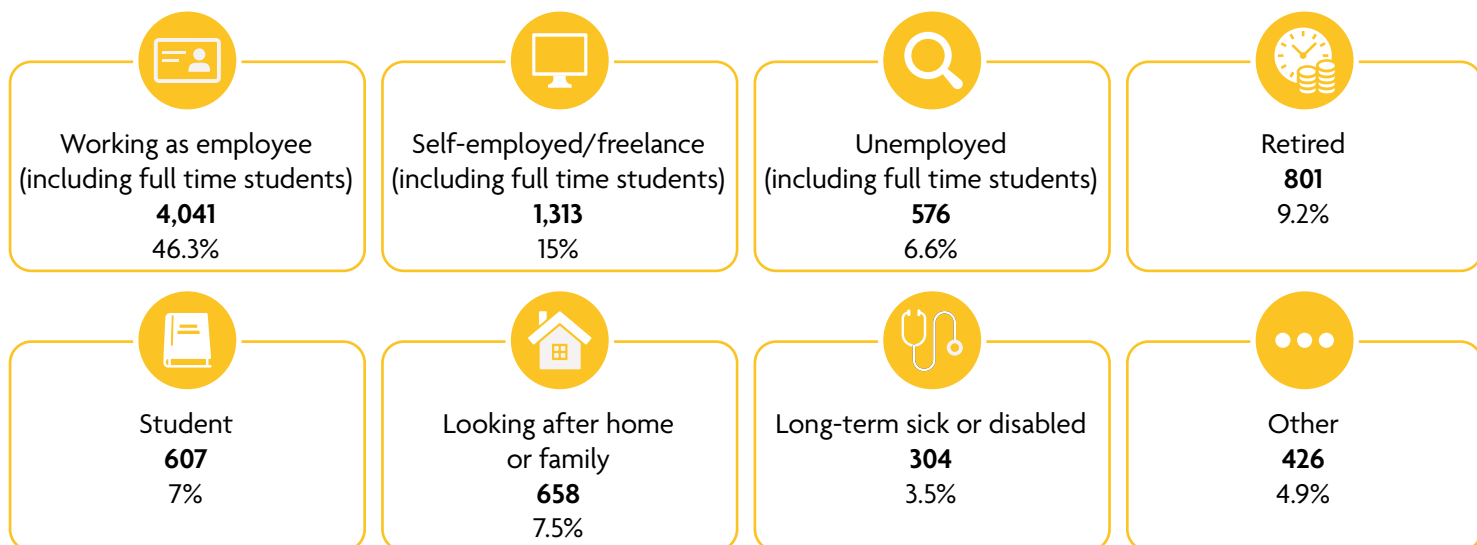 Working as employee
(including full time students)
4,041
46.3%
Self-employed/freelance
(including full time students)
1,313
15%
Unemployed
(including full time students)
576
6.6%
Retired
801
9.2%
Student
607
7%
Looking after home
or family
658
7.5%
Long-term sick or disabled
304
3.5%
Other
426
4.9%